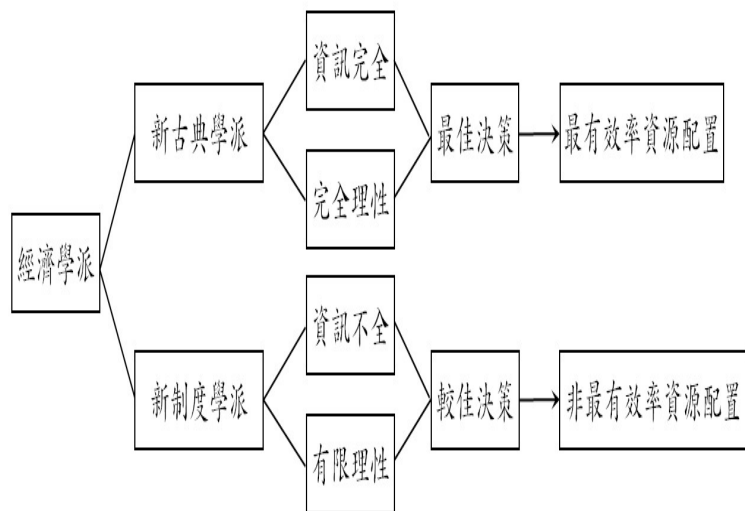 經濟學派
新古典學派
資訊完全
完全理性
最佳決策
最有效率資源配置
新制度學派
資訊不全
有限理性
較佳決策
非最有效率資源配置